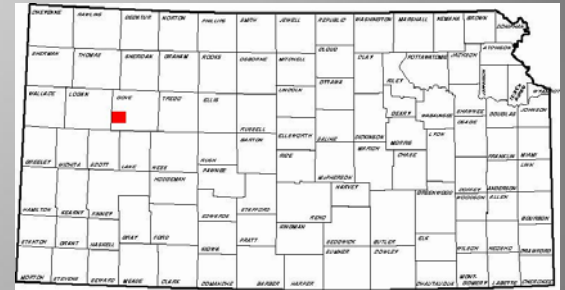 CHEYENNE RAWLINS DECATUR NORTON PHILLIPS SMITH JEWELL REPUBLIC WASHINGTON MARSHALL NEMAHA BROWN DONIPHAN
ATCHISON
SHERMAN THOMAS SHERIDAN GRAHAM ROOKS OSBORNE MITCHELL CLOUD CLAY RILEY POTTAWATOMIE JACKSON
OTTAWA
WALLACE LOGAN GOVE TREGO ELLIS LINCOLN
RUSSELL ELLSWORTH SALINE DICKINSON GEARY WABAUNSEE SHAWNEE DOUGLAS JOHNSON
BARTON MORRIS OSAGE
LYON
GREELEY WICHITA SCOTT LANE NESS RUSH RICE MARION CHASE FRANKLIN MIAMI
PAWNEE MCPHERSON LINN
HODGEMAN HARVEY COFFEY ANDERSON
HAMILTON KEARNY FINNEY EDWARDS STAFFORD RENO GREENWOOD WOODSON ALLEN BOURBON
GRAY FORD KINGMAN
STANTON GRANT HASKELL KIOWA PRATT SEDGWICK BUTLER ELK WILSON NEOSHO CRAWFORD
SUMNER COWLEY
MORTON STEVENS SEWARD MEADE CLARK COMANCHE BARBER HARPER CHAUTAUQUA MONT-
GOMERY LABETTE CHEROKEE